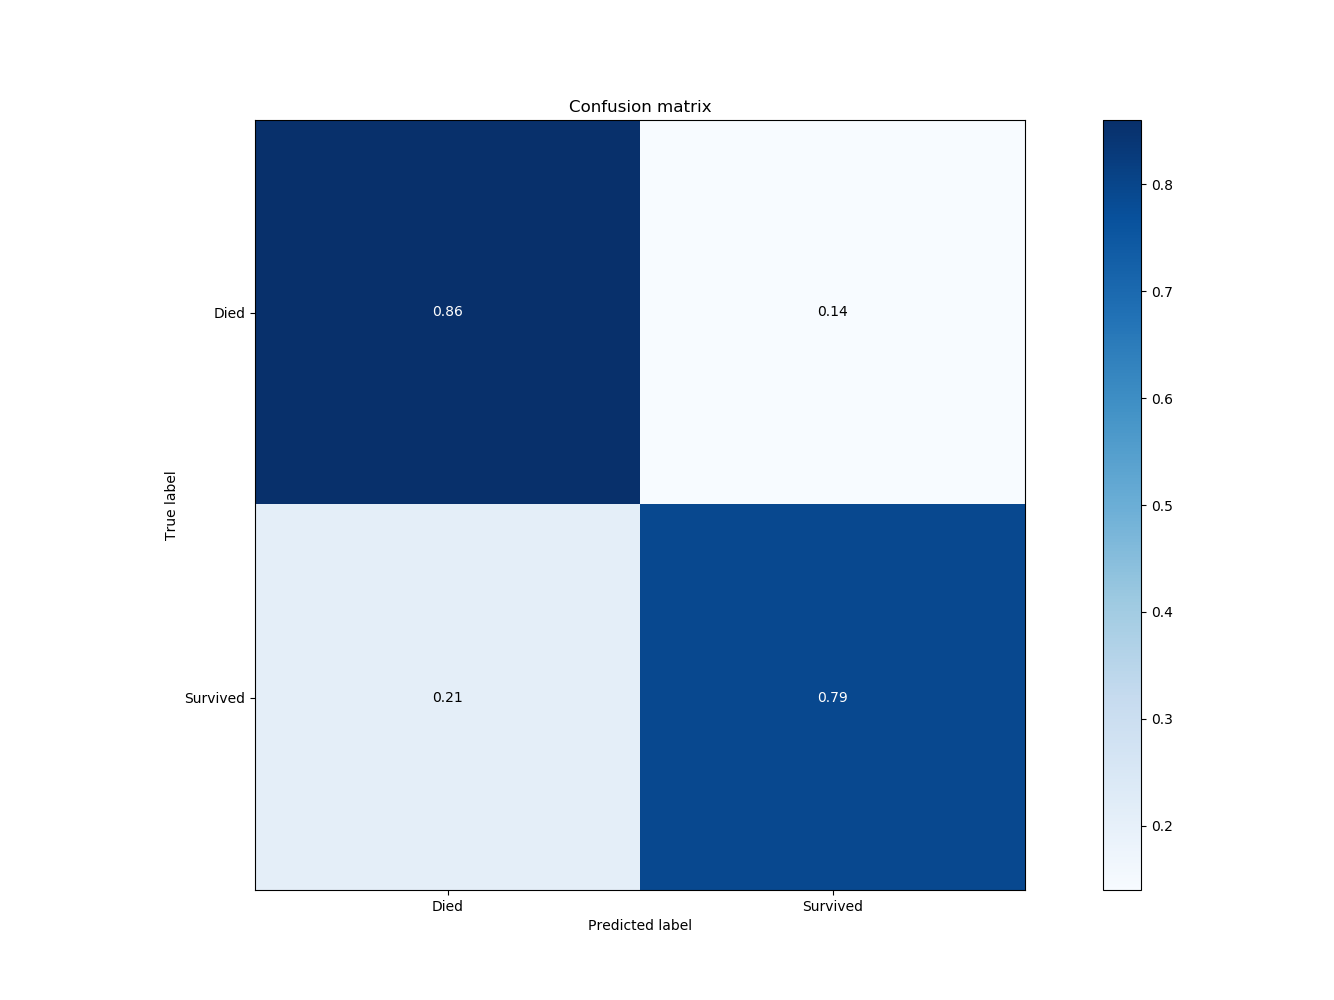 Confusion matrix
Died
0.86
0.14
Survived
0.21
0.79
True label
Died
Survived
Predicted label
0.8
0.7
0.6
0.5
0.4
0.3
0.2